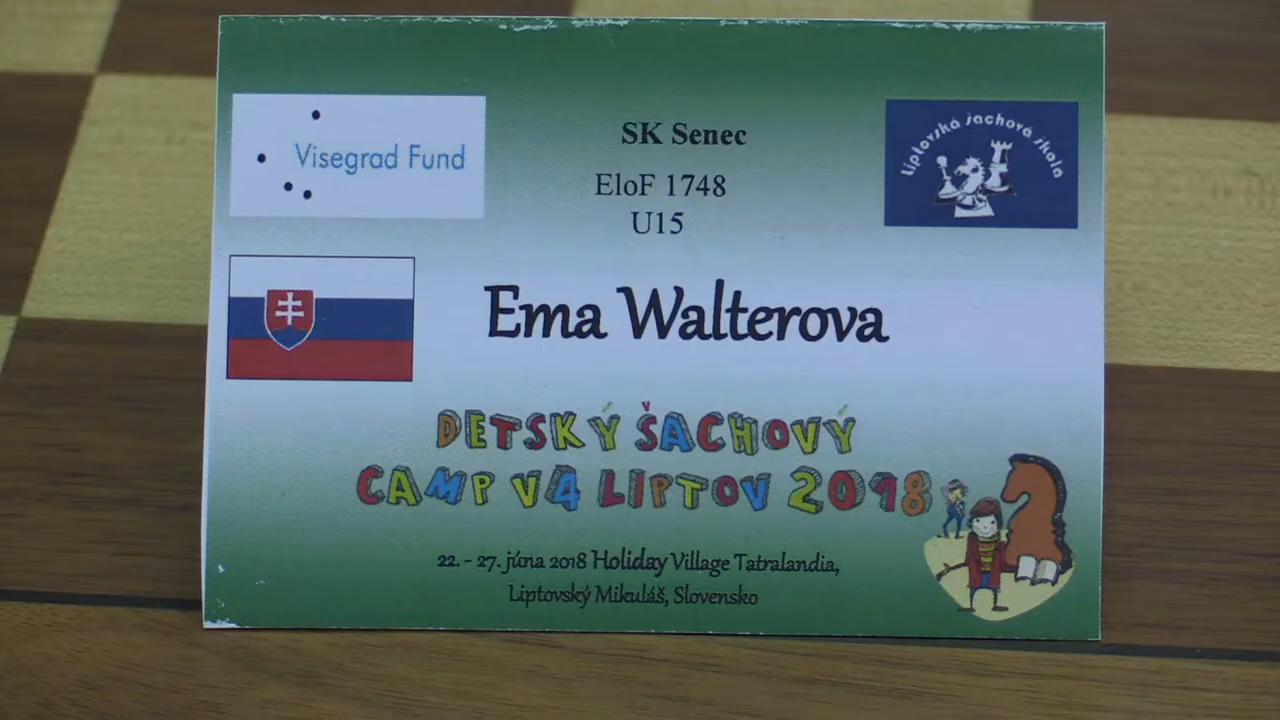 Visegrad Fund
SK Senec
EloF 1748
U15
liptovská šachová škola
Ema Walterova
DETSKÝ ŠACHOVÝ
CAMP V4 LIPTOV 2018
22. - 27. júna 2018 Holiday Village Tatralandia,
Liptovský Mikuláš, Slovensko